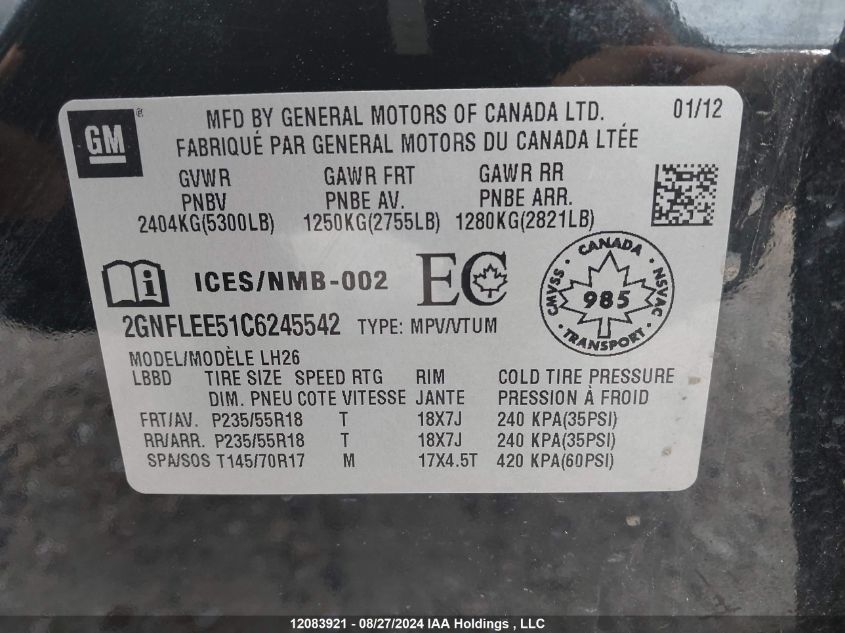 GM ®
MFD BY GENERAL MOTORS OF CANADA LTD. 01/12
FABRIQUÉ PAR GENERAL MOTORS DU CANADA LTÉE
GVWR GAWR FRT GAWR RR
PNBV PNBE AV. PNBE ARR.
2404KG(5300LB) 1250KG(2755LB) 1280KG(2821LB)
i ICES/NMB-002 EC
CANADA
CMVSS 985 NSVAC
TRANSPORT
2GNFLEE51C6245542 TYPE: MPV/VTUM
MODEL/MODÈLE LH26
LBBD TIRE SIZE SPEED RTG RIM COLD TIRE PRESSURE
DIM. PNEU COTE VITESSE JANTE PRESSION À FROID
FRT/AV. P235/55R18 T 18X7J 240 KPA(35PSI)
RR/ARR. P235/55R18 T 18X7J 240 KPA(35PSI)
SPA/SOS T145/70R17 M 17X4.5T 420 KPA(60PSI)
12083921 - 08/27/2024 IAA Holdings , LLC